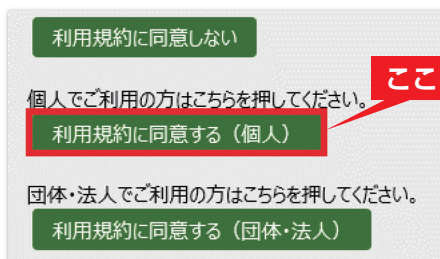 利用規約に同意しない
ここ
個人でご利用の方はこちらを押してください。
利用規約に同意する（個人）
団体・法人でご利用の方はこちらを押してください。
利用規約に同意する（団体・法人）